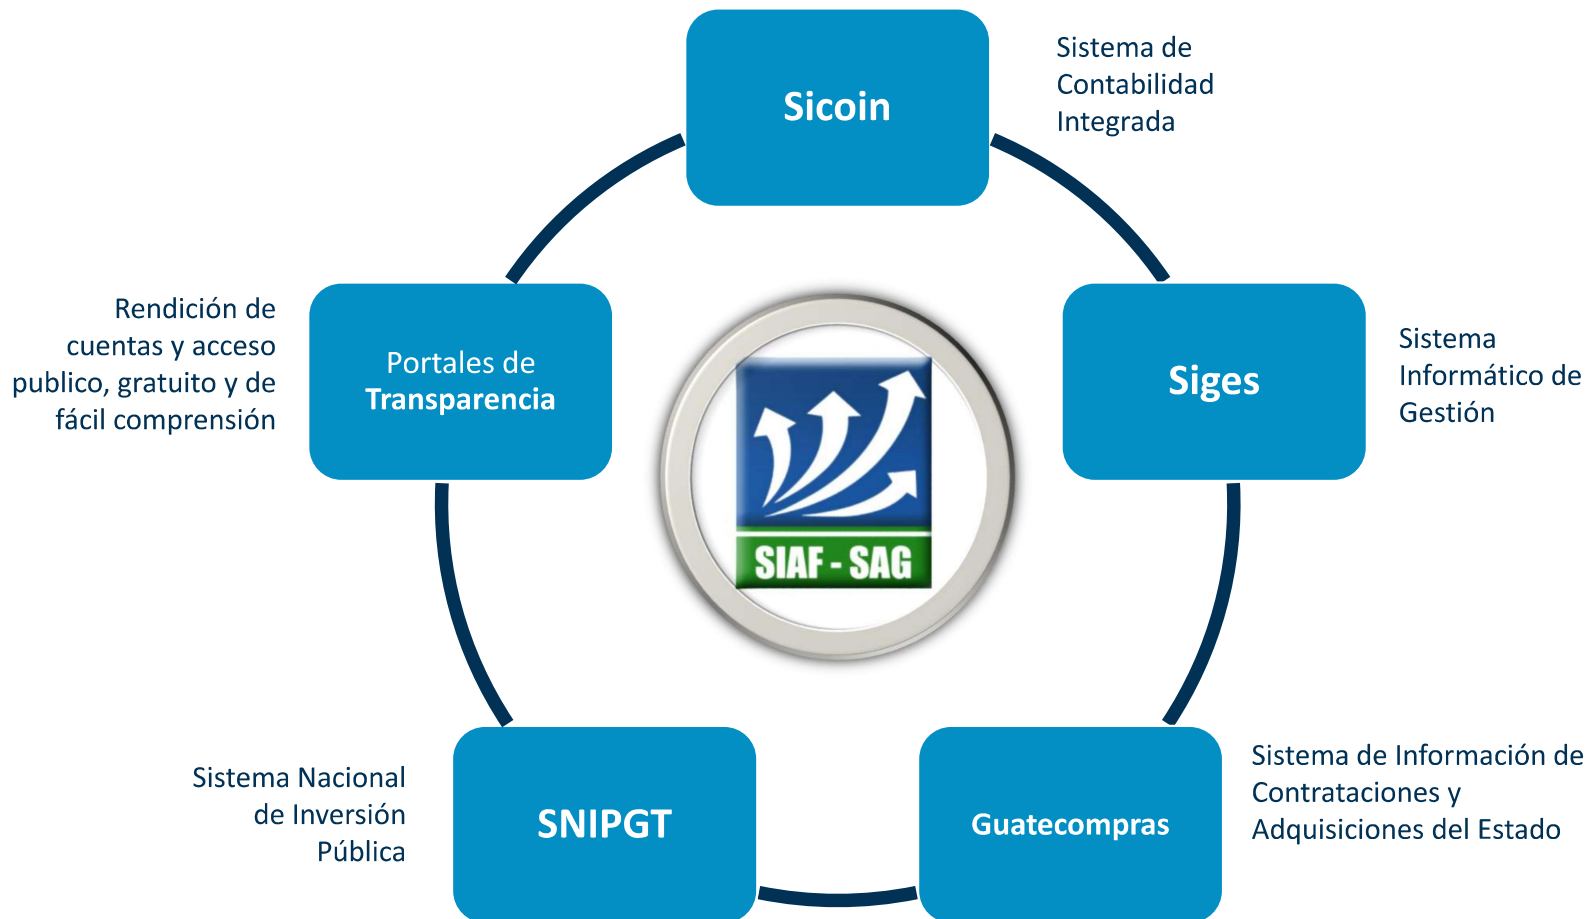 Sicoin
Sistema de
Contabilidad
Integrada
Siges
Sistema
Informático de
Gestión
Guatecompras
Sistema de Información de
Contrataciones y
Adquisiciones del Estado
SNIPGT
Sistema Nacional
de Inversión
Pública
Portales de
Transparencia
Rendición de
cuentas y acceso
publico, gratuito y de
fácil comprensión
SIAF - SAG